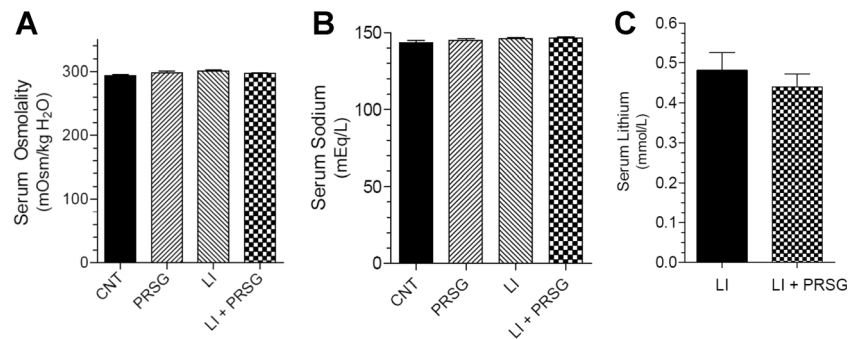 A
Serum Osmolality
(mOsm/kg H₂O)
300
200
100
0
CNT
PRSG
LI
LI + PRSG
B
Serum Sodium
(mEq/L)
150
100
50
0
CNT
PRSG
LI
LI + PRSG
C
Serum Lithium
(mmol/L)
0.6
0.5
0.4
0.3
0.2
0.1
0.0
LI
LI + PRSG